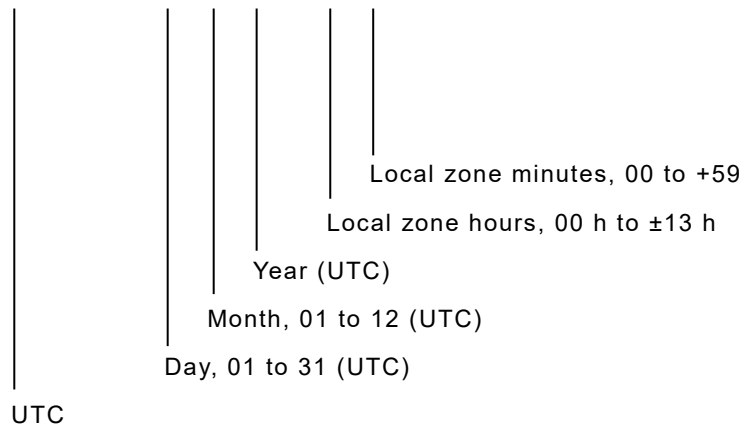 Local zone minutes, 00 to +59
Local zone hours, 00 h to ±13 h
Year (UTC)
Month, 01 to 12 (UTC)
Day, 01 to 31 (UTC)
UTC